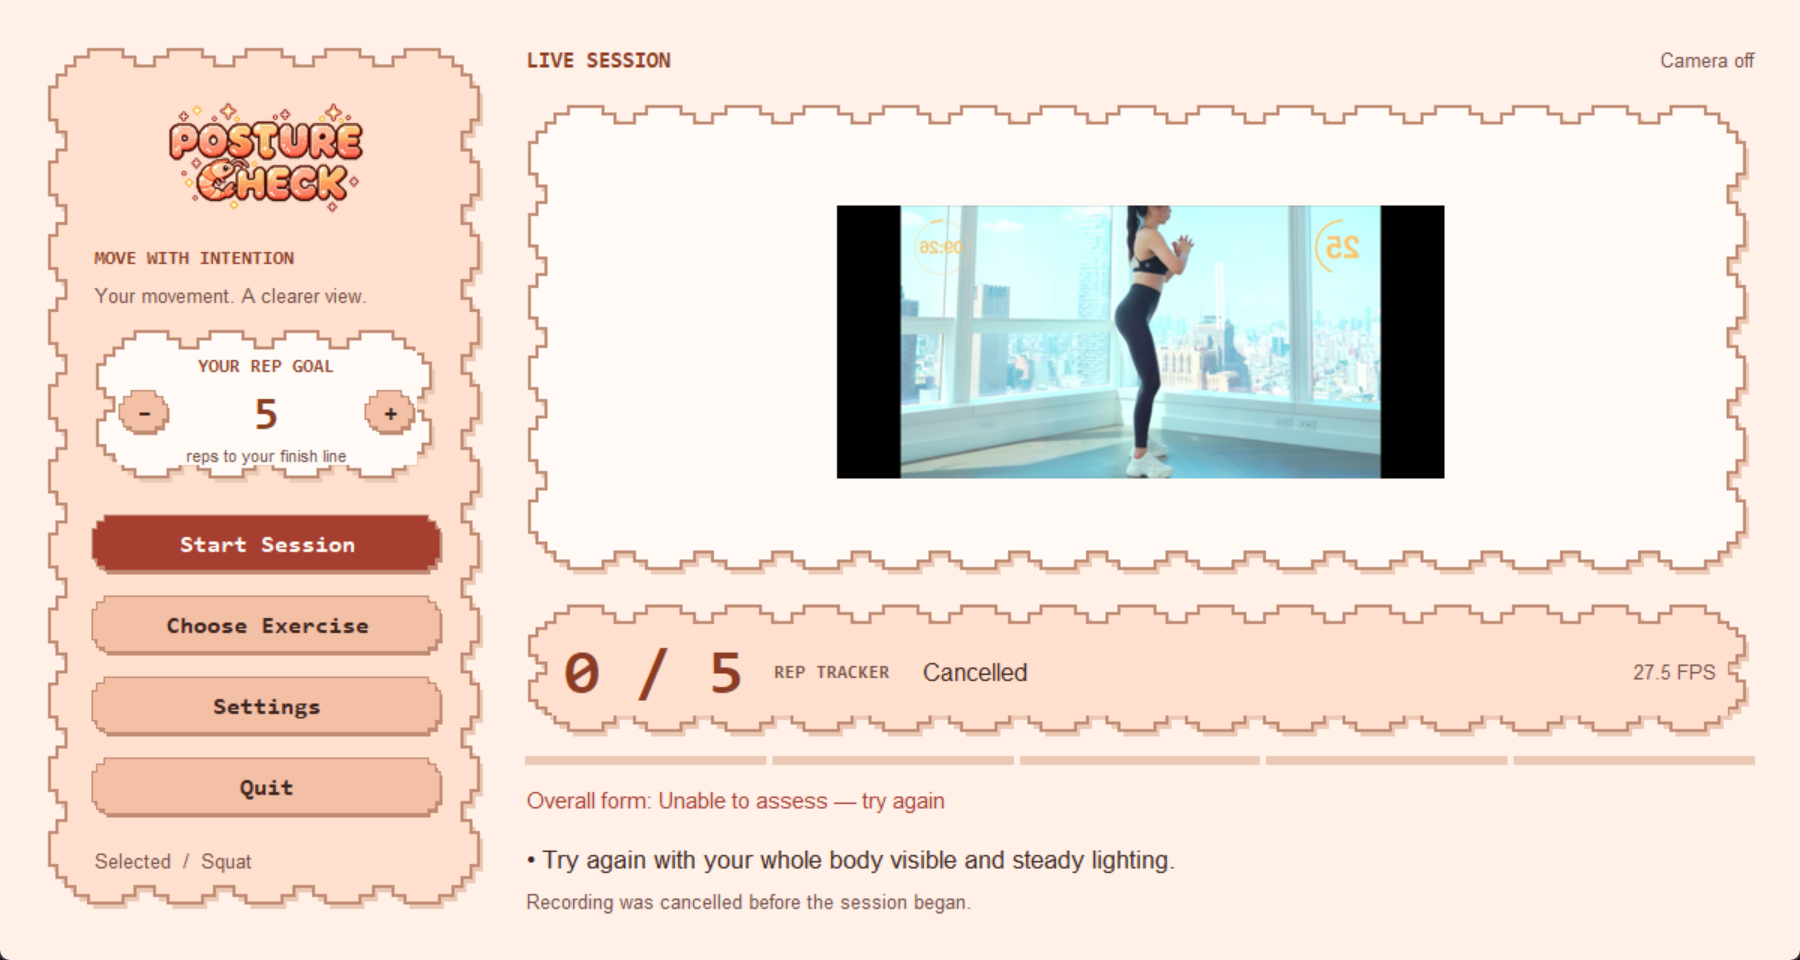 POSTURE
CHECK
MOVE WITH INTENTION
Your movement. A clearer view.
YOUR REP GOAL
-
5
+
reps to your finish line
Start Session
Choose Exercise
Settings
Quit
Selected / Squat
LIVE SESSION
Camera off
09:26
25
0 / 5
REP TRACKER
Cancelled
27.5 FPS
Overall form: Unable to assess — try again
• Try again with your whole body visible and steady lighting.
Recording was cancelled before the session began.